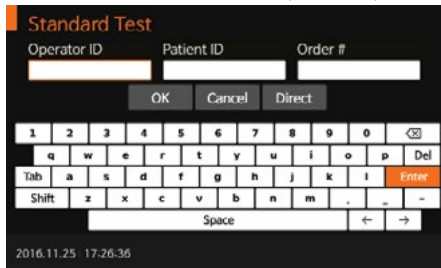 Standard Test
Operator ID Patient ID Order #
OK Cancel Direct
1 2 3 4 5 6 7 8 9 0
q w e r t y u i o p Del
Tab a s d f g h j k l Enter
Shift z x c v b n m . _ -
Space ← →
2016.11.25 17:26:36